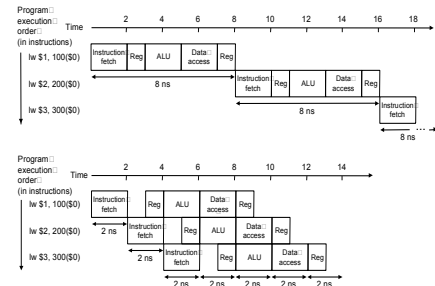 Program
execution
order
(in instructions)
Time
2 4 6 8 10 12 14 16 18
lw $1, 100($0)
Instruction fetch
Reg
ALU
Data access
Reg
lw $2, 200($0)
8 ns
Instruction fetch
Reg
ALU
Data access
Reg
lw $3, 300($0)
8 ns
Instruction fetch
8 ns
...
Program
execution
order
(in instructions)
Time
2 4 6 8 10 12 14
lw $1, 100($0)
Instruction fetch
Reg
ALU
Data access
Reg
lw $2, 200($0)
2 ns
Instruction fetch
Reg
ALU
Data access
Reg
lw $3, 300($0)
2 ns
Instruction fetch
Reg
ALU
Data access
Reg
2 ns 2 ns 2 ns 2 ns 2 ns